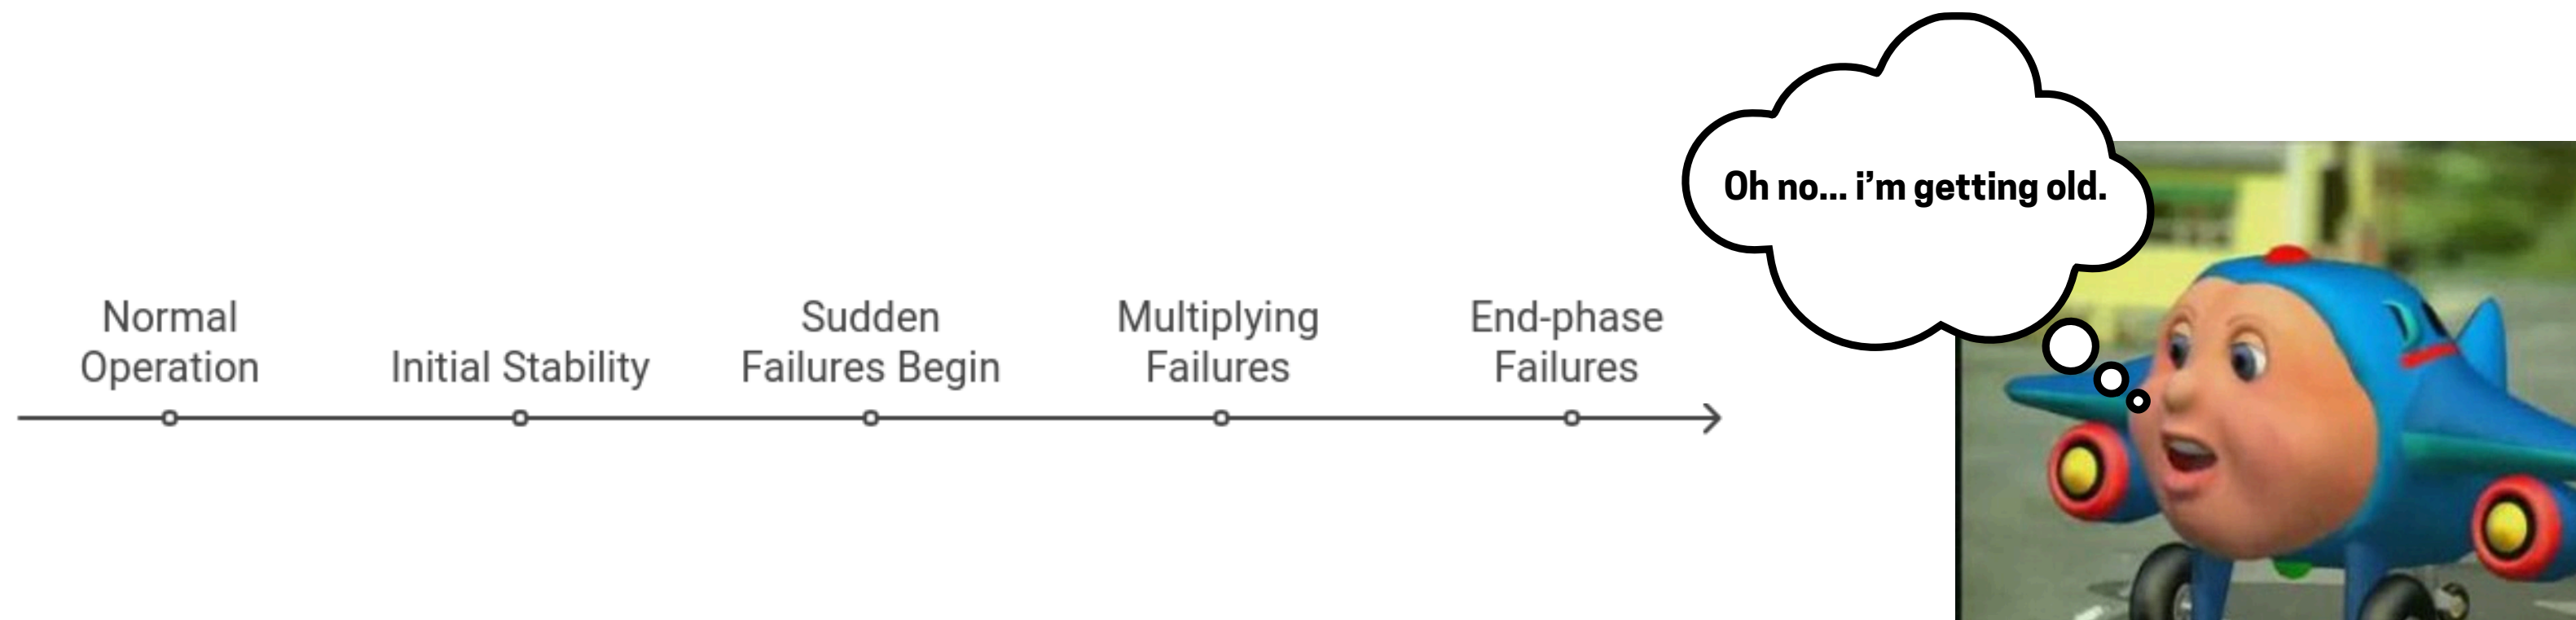 Oh no... i’m getting old.
Normal
Operation
Initial Stability
Sudden
Failures Begin
Multiplying
Failures
End-phase
Failures